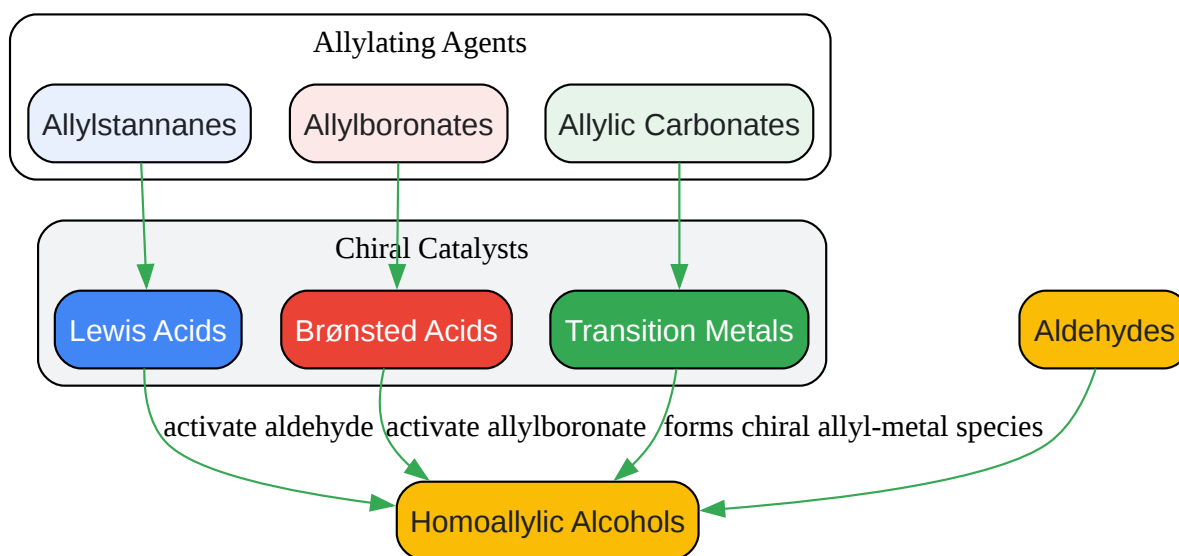 Allylating Agents
Allylstannanes
Allylboronates
Allylic Carbonates
Chiral Catalysts
Lewis Acids
Brønsted Acids
Transition Metals
Aldehydes
activate aldehyde
activate allylboronate
forms chiral allyl-metal species
Homoallylic Alcohols